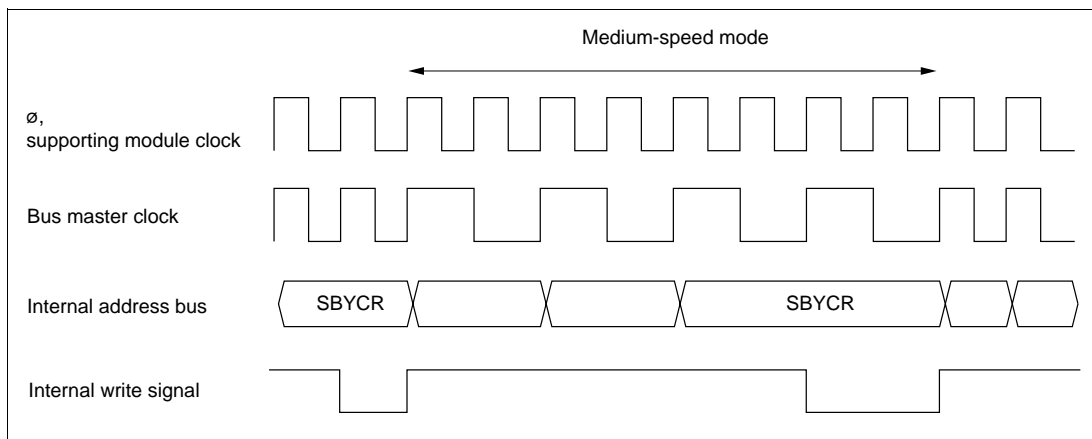 Medium-speed mode
ø,
supporting module clock
Bus master clock
Internal address bus
SBYCR
SBYCR
Internal write signal